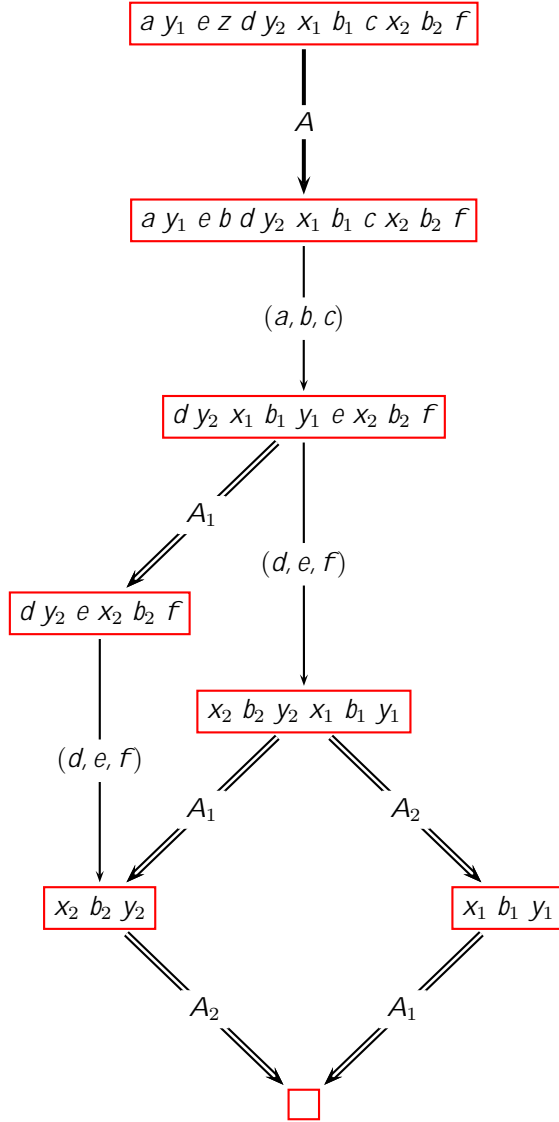 a y₁ e z d y₂ x₁ b₁ c x₂ b₂ f
A
a y₁ e b d y₂ x₁ b₁ c x₂ b₂ f
(a, b, c)
d y₂ x₁ b₁ y₁ e x₂ b₂ f
A₁
(d, e, f)
d y₂ e x₂ b₂ f
x₂ b₂ y₂ x₁ b₁ y₁
(d, e, f)
A₁
A₂
x₂ b₂ y₂
x₁ b₁ y₁
A₂
A₁